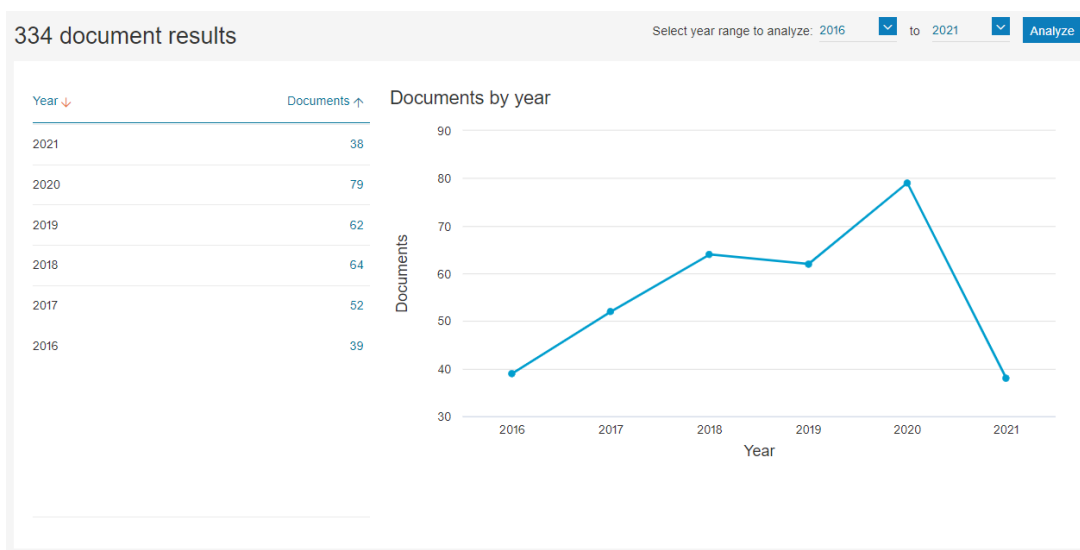 334 document results
Select year range to analyze: 2016 to 2021 Analyze
Year Documents
2021 38
2020 79
2019 62
2018 64
2017 52
2016 39
Documents by year
90
80
70
60
50
40
30
Documents
2016 2017 2018 2019 2020 2021
Year